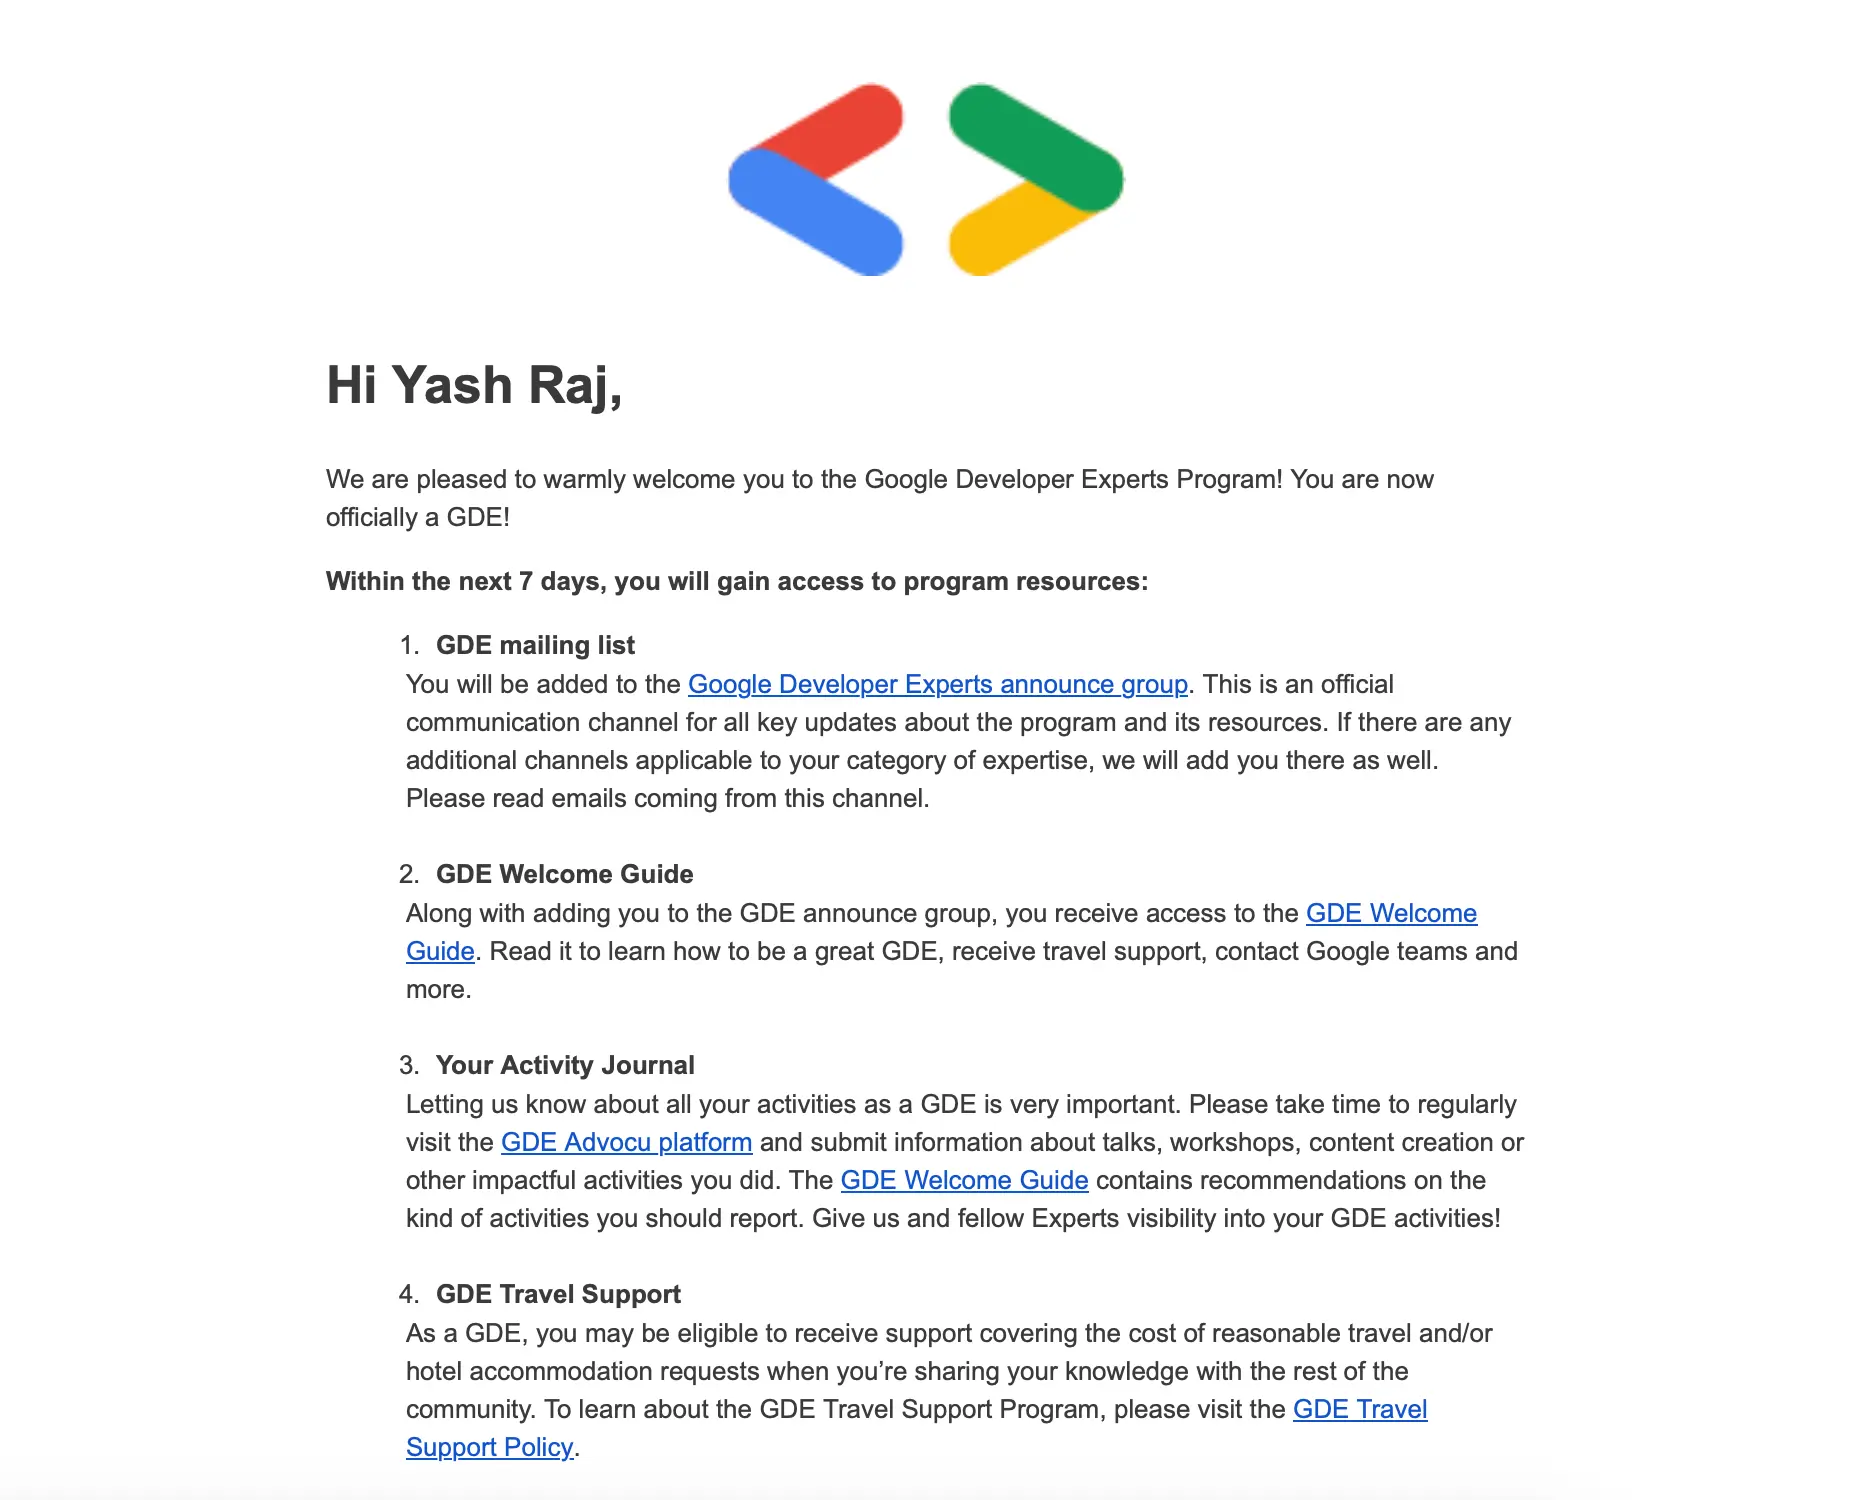 Hi Yash Raj,
We are pleased to warmly welcome you to the Google Developer Experts Program! You are now
officially a GDE!
Within the next 7 days, you will gain access to program resources:
1. GDE mailing list
You will be added to the Google Developer Experts announce group. This is an official
communication channel for all key updates about the program and its resources. If there are any
additional channels applicable to your category of expertise, we will add you there as well.
Please read emails coming from this channel.
2. GDE Welcome Guide
Along with adding you to the GDE announce group, you receive access to the GDE Welcome
Guide. Read it to learn how to be a great GDE, receive travel support, contact Google teams and
more.
3. Your Activity Journal
Letting us know about all your activities as a GDE is very important. Please take time to regularly
visit the GDE Advocu platform and submit information about talks, workshops, content creation or
other impactful activities you did. The GDE Welcome Guide contains recommendations on the
kind of activities you should report. Give us and fellow Experts visibility into your GDE activities!
4. GDE Travel Support
As a GDE, you may be eligible to receive support covering the cost of reasonable travel and/or
hotel accommodation requests when you’re sharing your knowledge with the rest of the
community. To learn about the GDE Travel Support Program, please visit the GDE Travel
Support Policy.